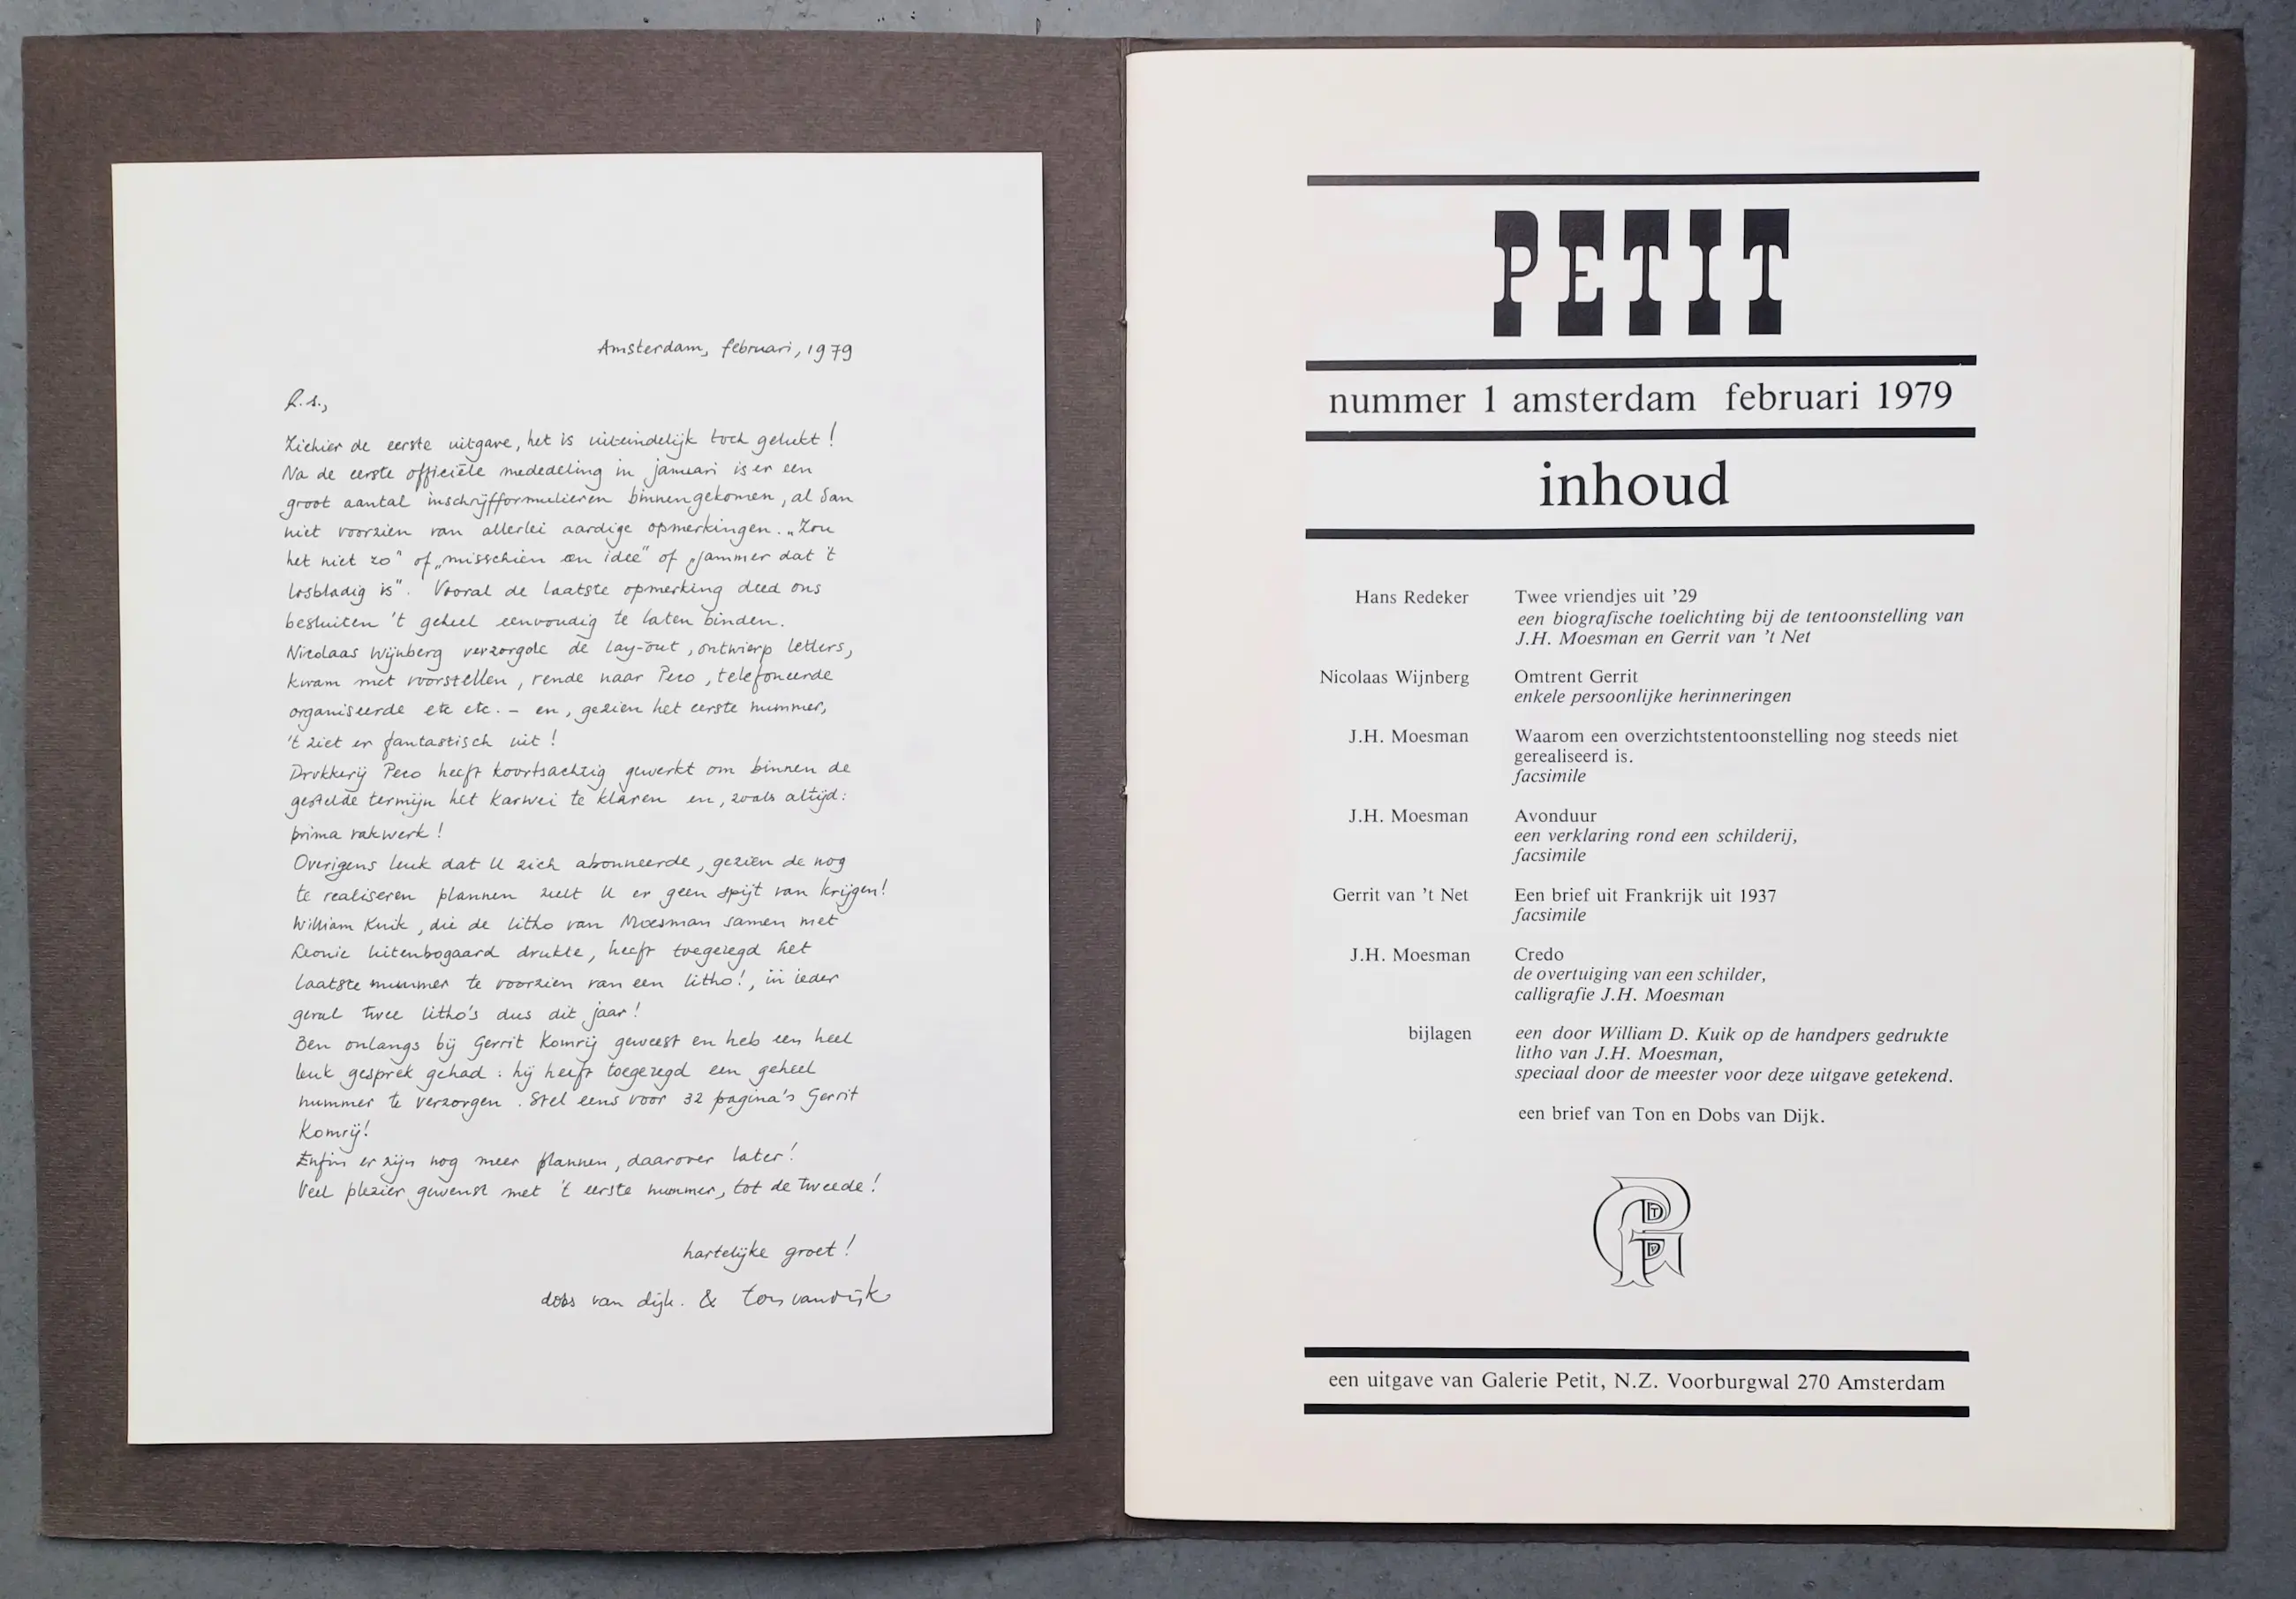 Amsterdam, februari, 1979
L.S.,
Ziehier de eerste uitgave, het is uiteindelijk toch gelukt!
Na de eerste officiële mededeling in januari is er een
groot aantal inschrijfformulieren binnengekomen, al dan
niet voorzien van allerlei aardige opmerkingen. „Zou
het niet zo" of „misschien een idee" of „jammer dat 't
losbladig is". Vooral de laatste opmerking deed ons
besluiten 't geheel eenvoudig te laten binden.
Nicolaas Wijnberg verzorgde de lay-out, ontwierp letters,
kwam met voorstellen, rende naar Peco, telefoneerde
organiseerde etc etc. - en, gezien het eerste nummer,
't ziet er fantastisch uit!
Drukkerij Peco heeft koortsachtig gewerkt om binnen de
gestelde termijn het karwei te klaren en, zoals altijd:
prima vakwerk!
Overigens leuk dat U zich abonneerde, gezien de nog
te realiseren plannen zult U er geen spijt van krijgen!
William Kuik, die de litho van Moesman samen met
Leonie Uitenbogaard drukte, heeft toegezegd het
laatste nummer te voorzien van een litho!, in ieder
geval twee litho's dus dit jaar!
Ben onlangs bij Gerrit Komrij geweest en heb een heel
leuk gesprek gehad: hij heeft toegezegd een geheel
nummer te verzorgen. Stel eens voor 32 pagina's Gerrit
Komrij!
Enfin er zijn nog meer plannen, daarover later!
Veel plezier gewenst met 't eerste nummer, tot de tweede!
hartelijke groet!
dobs van dijk. & ton van dijk
PETIT
nummer 1 amsterdam februari 1979
inhoud
Hans Redeker Twee vriendjes uit '29
een biografische toelichting bij de tentoonstelling van
J.H. Moesman en Gerrit van 't Net
Nicolaas Wijnberg Omtrent Gerrit
enkele persoonlijke herinneringen
J.H. Moesman Waarom een overzichtstentoonstelling nog steeds niet
gerealiseerd is.
facsimile
J.H. Moesman Avonduur
een verklaring rond een schilderij,
facsimile
Gerrit van 't Net Een brief uit Frankrijk uit 1937
facsimile
J.H. Moesman Credo
de overtuiging van een schilder,
calligrafie J.H. Moesman
bijlagen een door William D. Kuik op de handpers gedrukte
litho van J.H. Moesman,
speciaal door de meester voor deze uitgave getekend.
een brief van Ton en Dobs van Dijk.
een uitgave van Galerie Petit, N.Z. Voorburgwal 270 Amsterdam